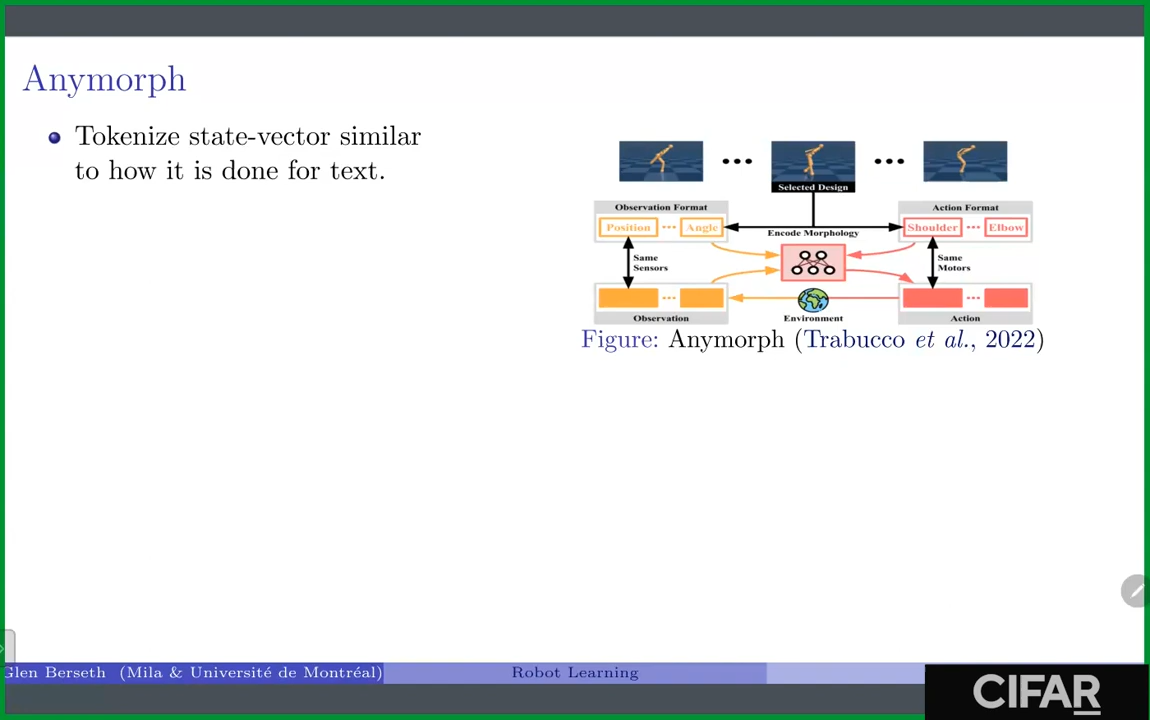 Anymorph
Tokenize state-vector similar
to how it is done for text.
Selected Design
Observation Format
Action Format
Position ··· Angle
Encode Morphology
Shoulder ··· Elbow
Same
Sensors
Same
Motors
Observation
Environment
Action
Figure: Anymorph (Trabucco et al., 2022)
Glen Berseth (Mila & Université de Montréal)
Robot Learning
CIFAR